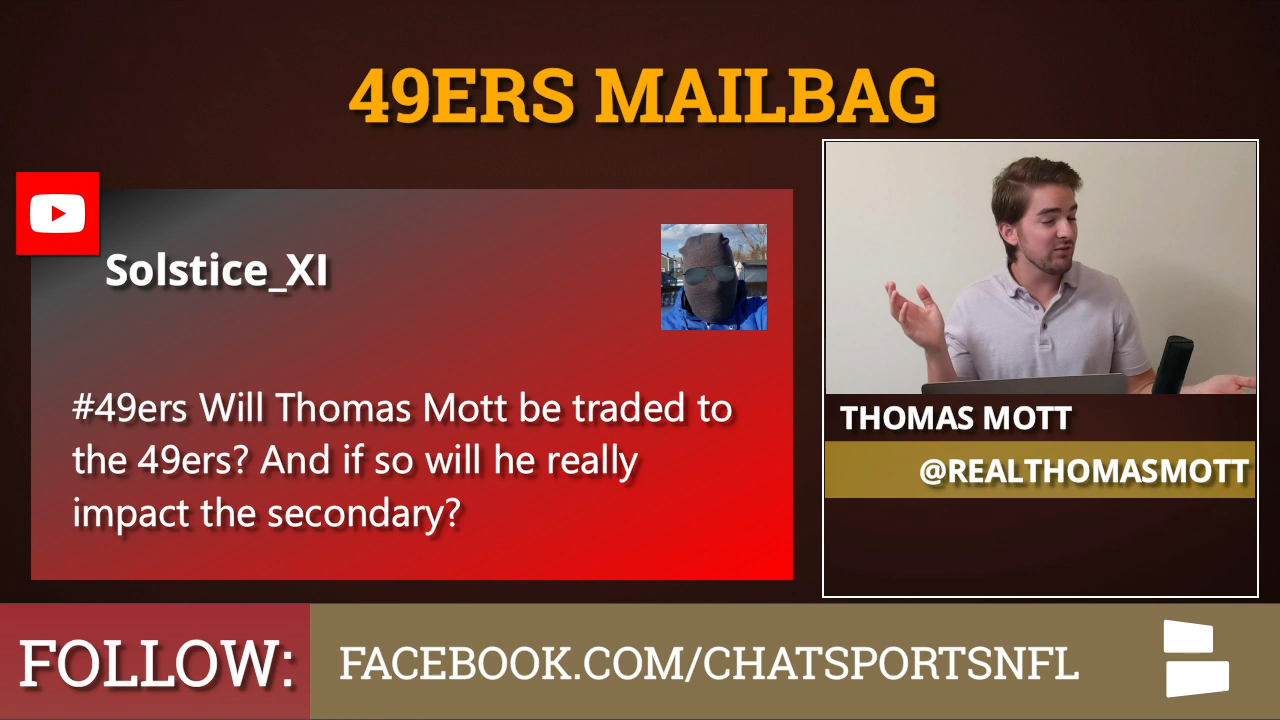 49ERS MAILBAG
Solstice_XI
#49ers Will Thomas Mott be traded to
the 49ers? And if so will he really
impact the secondary?
THOMAS MOTT
@REALTHOMASMOTT
FOLLOW:
FACEBOOK.COM/CHATSPORTSNFL